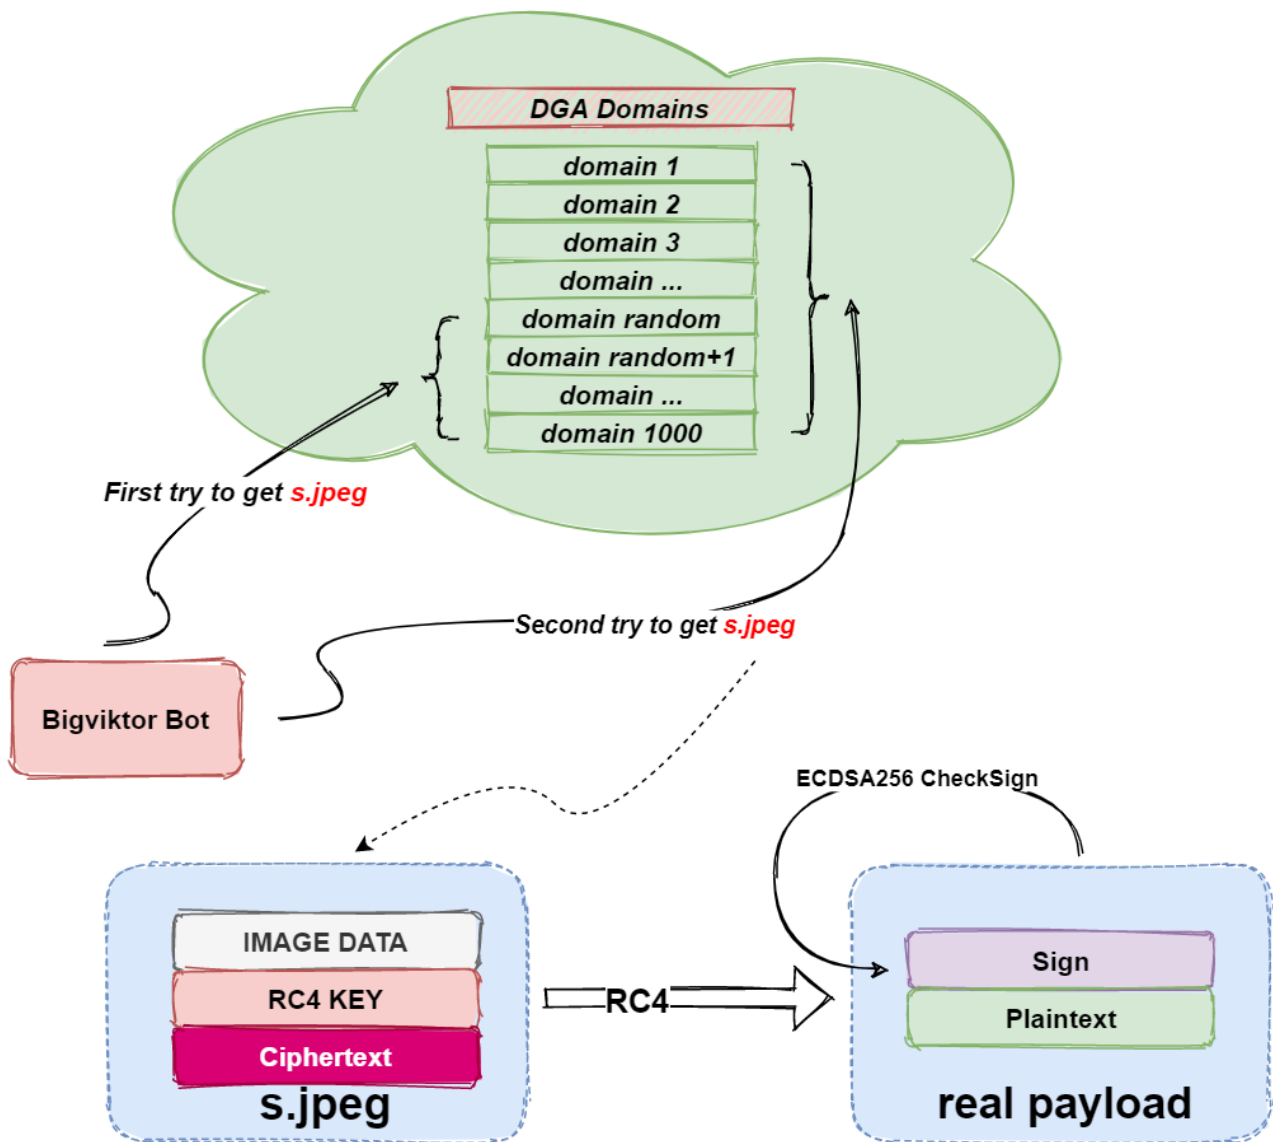 DGA Domains
domain 1
domain 2
domain 3
domain ...
domain random
domain random+1
domain ...
domain 1000
First try to get s.jpeg
Second try to get s.jpeg
Bigviktor Bot
ECDSA256 CheckSign
IMAGE DATA
RC4 KEY
Ciphertext
s.jpeg
RC4
Sign
Plaintext
real payload